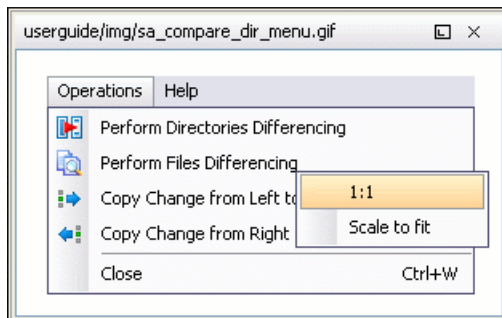 userguide/img/sa_compare_dir_menu.gif
Operations Help
Perform Directories Differencing
Perform Files Differencing
1:1
Copy Change from Left to
Scale to fit
Copy Change from Right
Close Ctrl+W